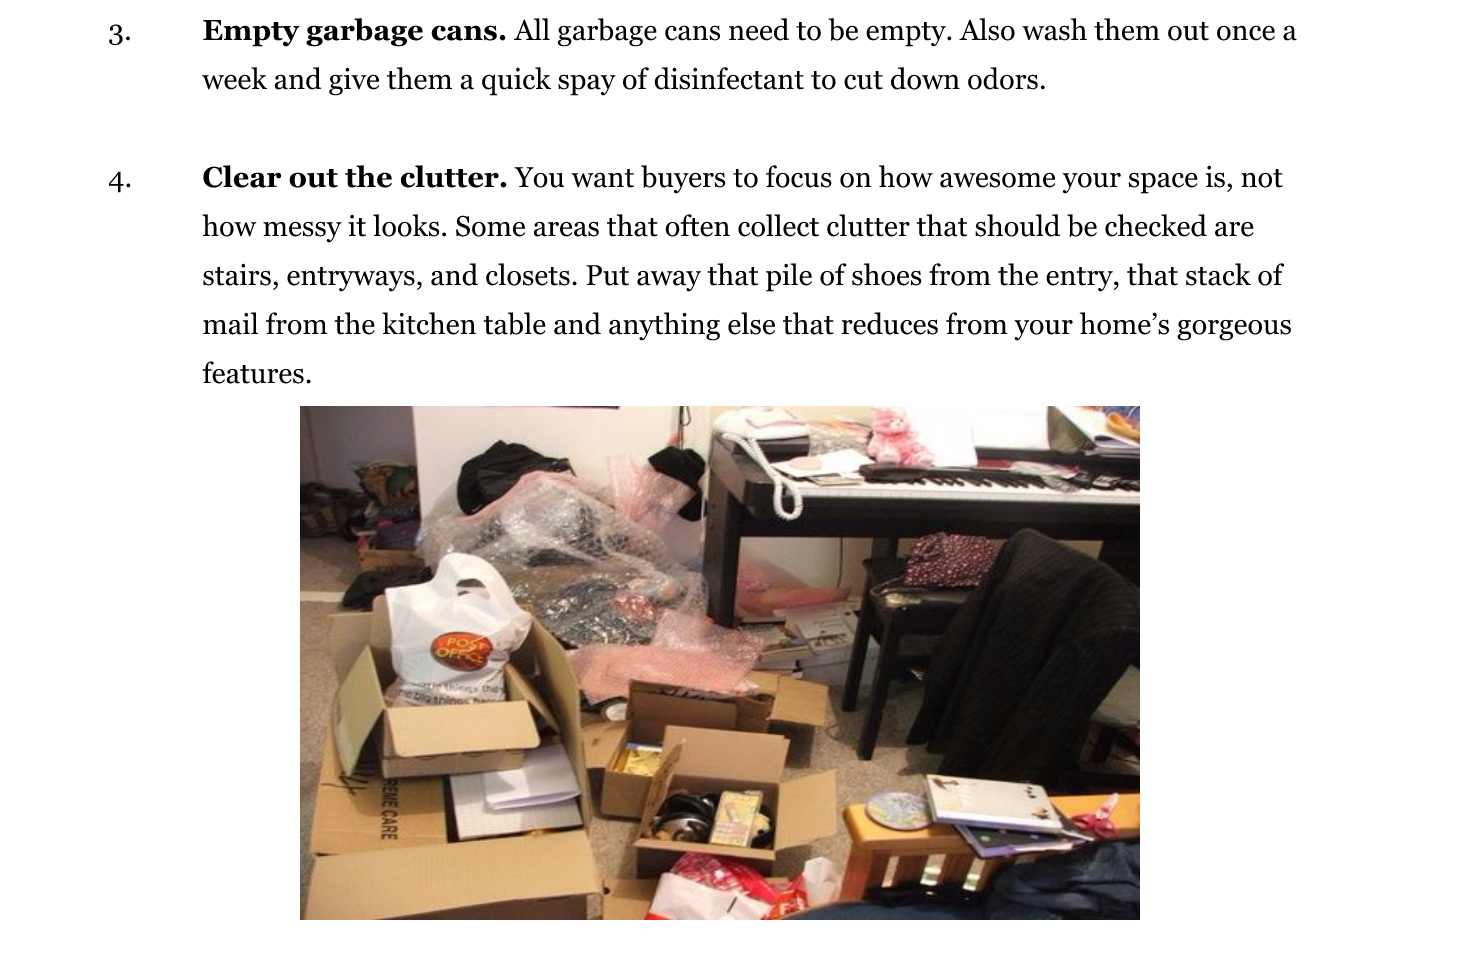 3. Empty garbage cans. All garbage cans need to be empty. Also wash them out once a
week and give them a quick spay of disinfectant to cut down odors.
4. Clear out the clutter. You want buyers to focus on how awesome your space is, not
how messy it looks. Some areas that often collect clutter that should be checked are
stairs, entryways, and closets. Put away that pile of shoes from the entry, that stack of
mail from the kitchen table and anything else that reduces from your home’s gorgeous
features.
POST
OFFICE
little things that
REME CARE